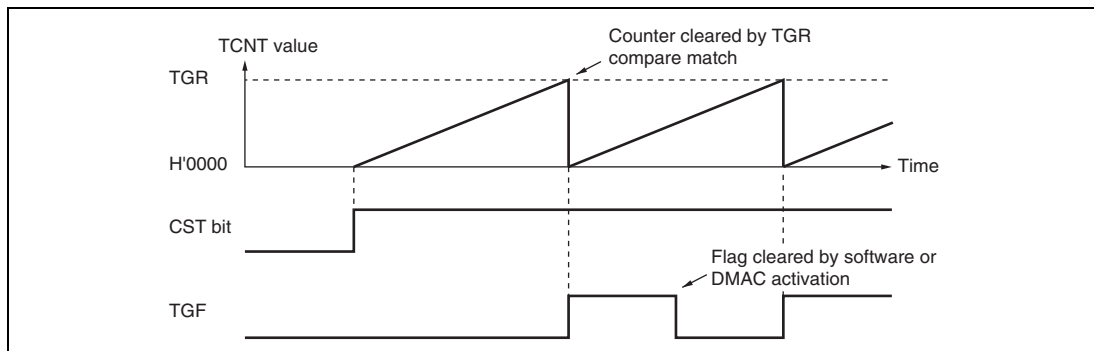 Counter cleared by TGR
compare match
TCNT value
TGR
H'0000
Time
CST bit
Flag cleared by software or
DMAC activation
TGF